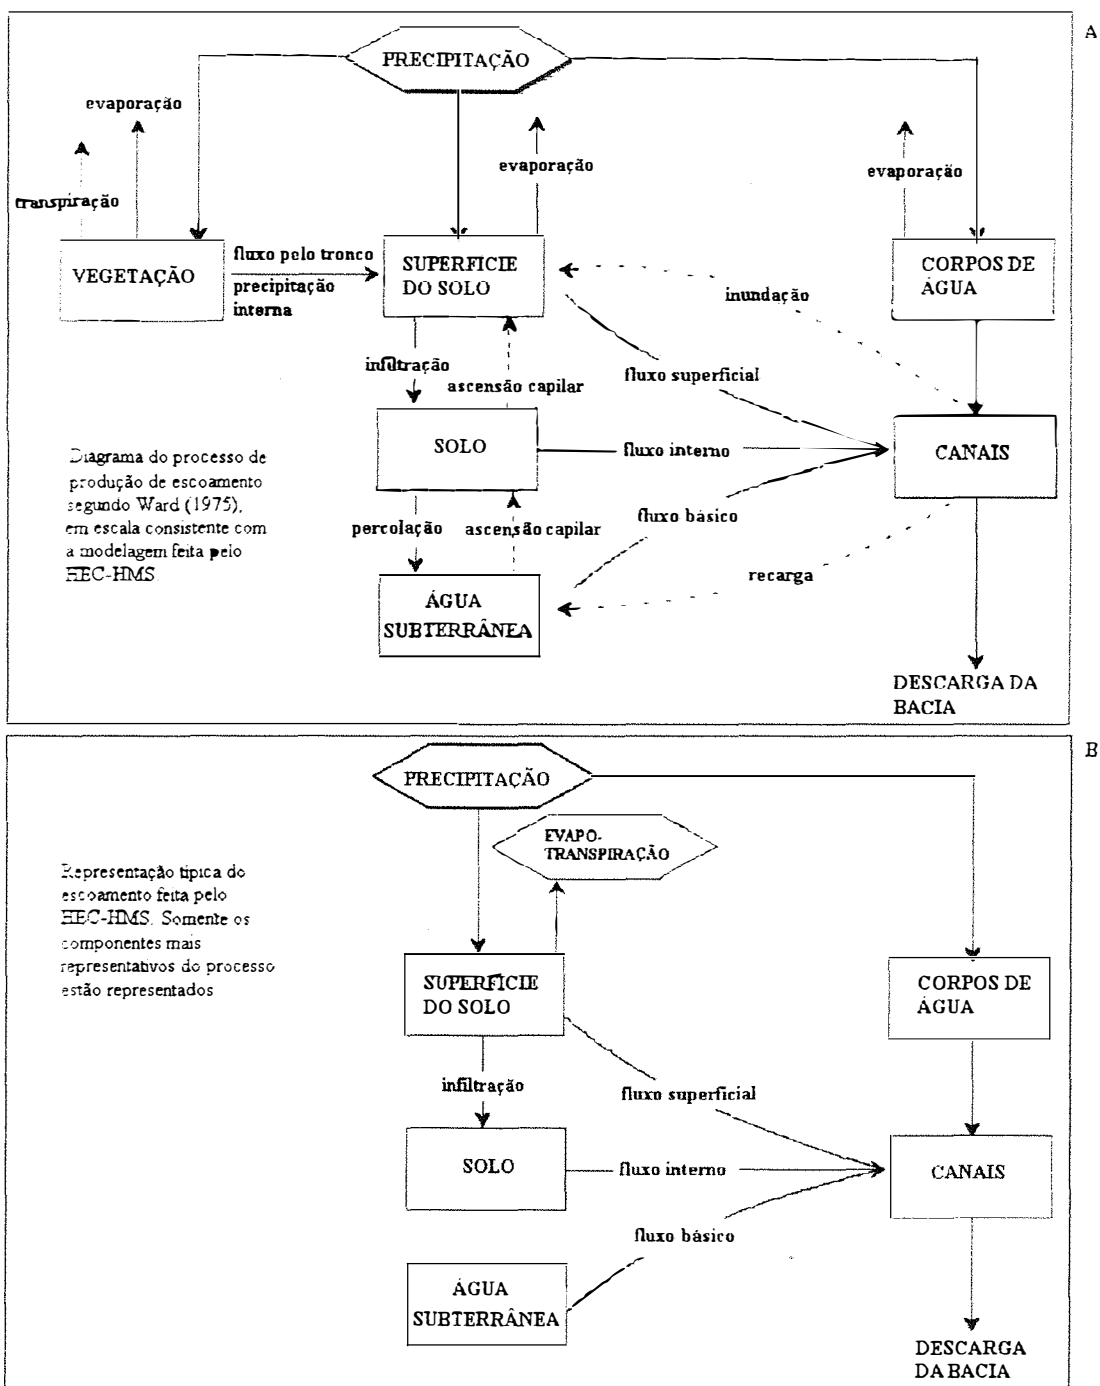 A
PRECIPITAÇÃO
evaporação
transpiração
evaporação
evaporação
VEGETAÇÃO
fluxo pelo tronco
precipitação
interna
SUPERFICIE
DO SOLO
CORPOS DE
ÁGUA
inundação
infiltração
ascensão capilar
fluxo superficial
SOLO
fluxo interno
CANAIS
Diagrama do processo de
produção de escoamento
segundo Ward (1975),
em escala consistente com
a modelagem feita pelo
HEC-HMS.
percolação
ascensão capilar
fluxo básico
recarga
ÁGUA
SUBTERRÂNEA
DESCARGA DA
BACIA
B
PRECIPITAÇÃO
EVAPO-
TRANSPIRAÇÃO
Representação tipica do
escoamento feita pelo
HEC-HMS. Somente os
componentes mais
representativos do processo
estão representados
SUPERFÍCIE
DO SOLO
CORPOS DE
ÁGUA
infiltração
fluxo superficial
SOLO
fluxo interno
CANAIS
fluxo básico
ÁGUA
SUBTERRÂNEA
DESCARGA
DA BACIA